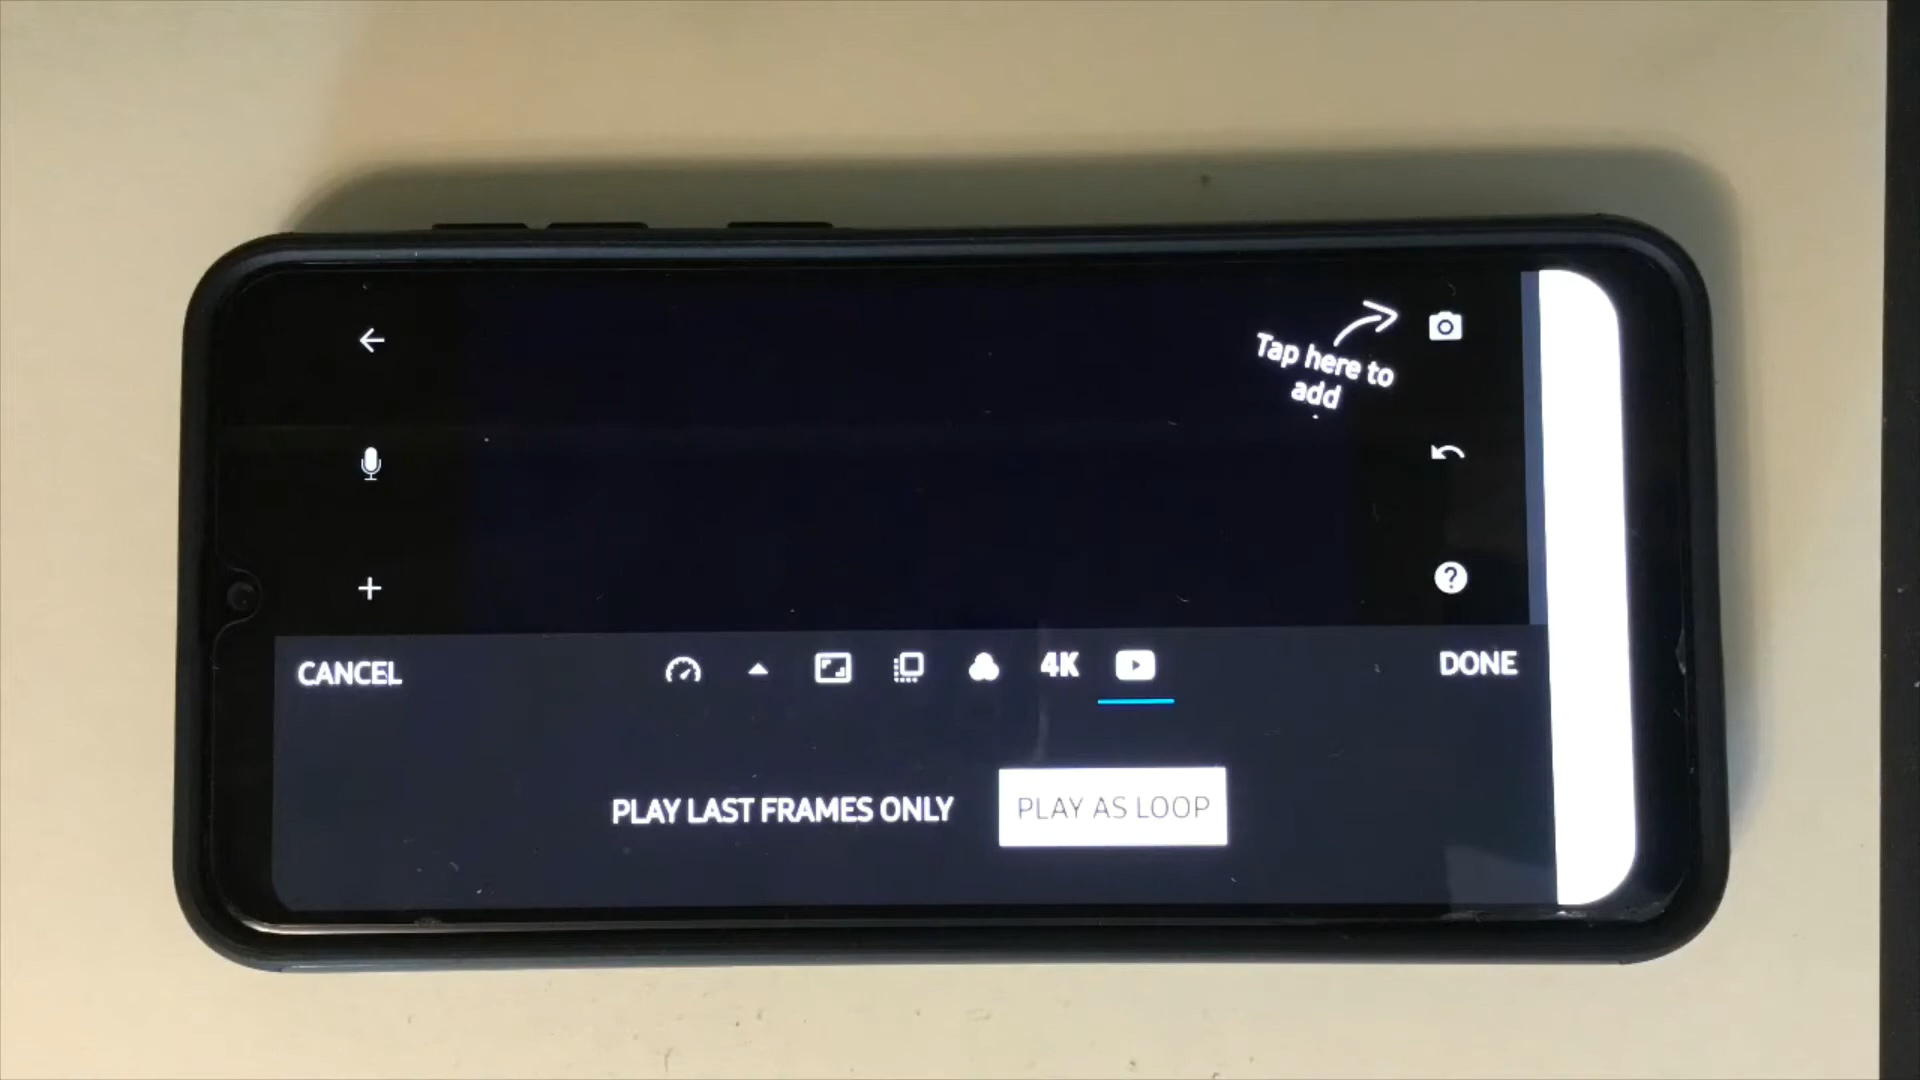 Tap here to
add
CANCEL
4K
DONE
PLAY LAST FRAMES ONLY
PLAY AS LOOP